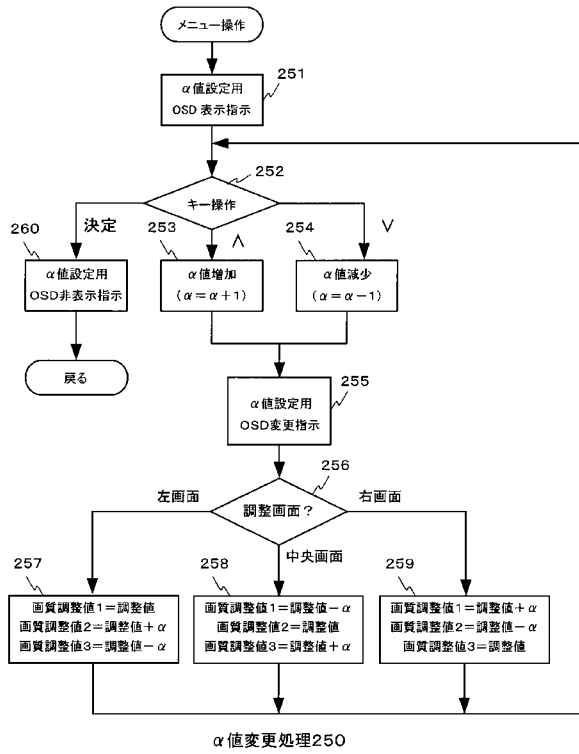 メニュー操作
251
α値設定用
OSD 表示指示
252
キー操作
決定
∧
∨
260
α値設定用
OSD非表示指示
253
α値増加
(α=α+1)
254
α値減少
(α=α-1)
戻る
255
α値設定用
OSD変更指示
256
調整画面?
左画面
中央画面
右画面
257
画質調整値1=調整値
画質調整値2=調整値+α
画質調整値3=調整値-α
258
画質調整値1=調整値-α
画質調整値2=調整値
画質調整値3=調整値+α
259
画質調整値1=調整値+α
画質調整値2=調整値-α
画質調整値3=調整値
α値変更処理250